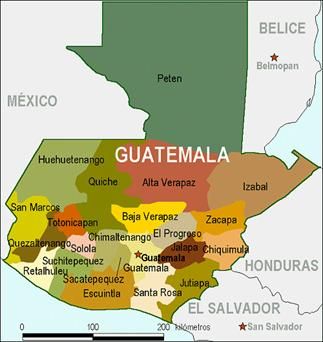 BELICE
Peten
Belmopan
MÉXICO
GUATEMALA
Huehuetenango
Quiche
Alta Verapaz
Izabal
San Marcos
Totonicapan
Baja Verapaz
Zacapa
Quezaltenango
Chimaltenango
El Progroso
Solola
Jalapa
Chiquimula
Guatemala
Suchitepequez
Guatemala
Retalhuleu
HONDURAS
Sacatepequez
Jutiapa
Escuintla
Santa Rosa
EL SALVADOR
San Salvador
0 100 200 kilómetros